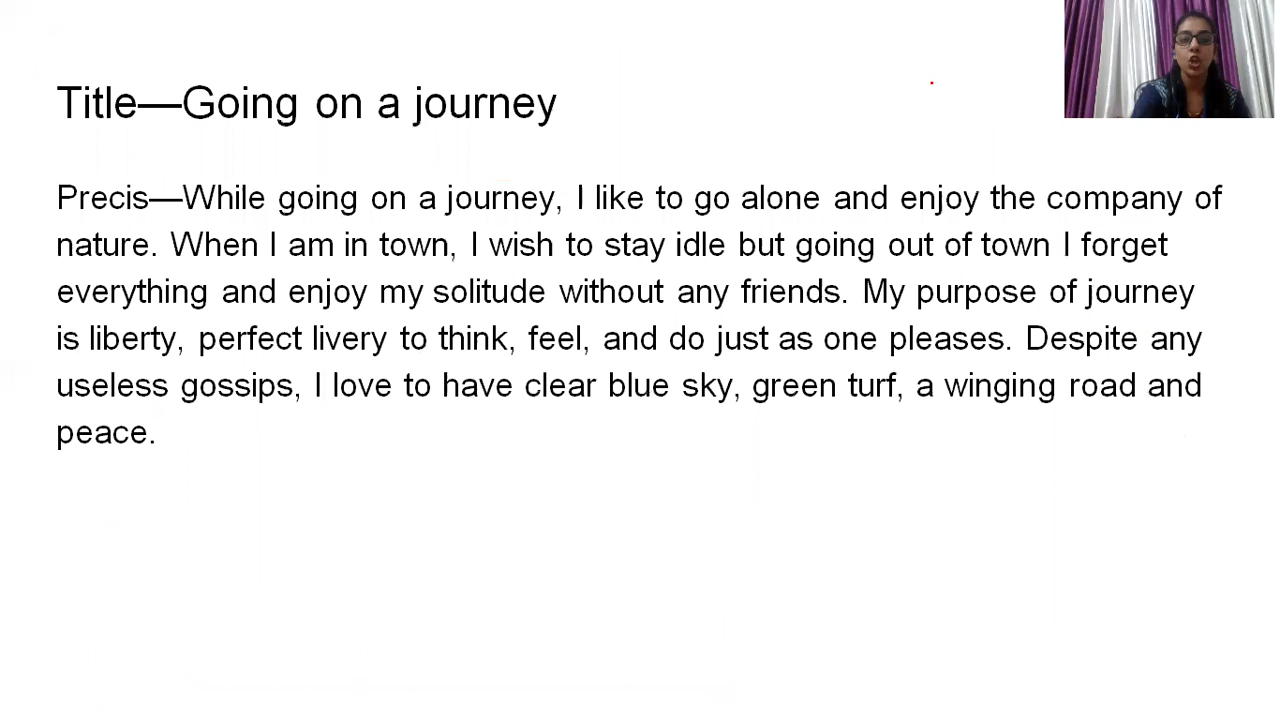 Title—Going on a journey
Precis—While going on a journey, I like to go alone and enjoy the company of
nature. When I am in town, I wish to stay idle but going out of town I forget
everything and enjoy my solitude without any friends. My purpose of journey
is liberty, perfect livery to think, feel, and do just as one pleases. Despite any
useless gossips, I love to have clear blue sky, green turf, a winging road and
peace.